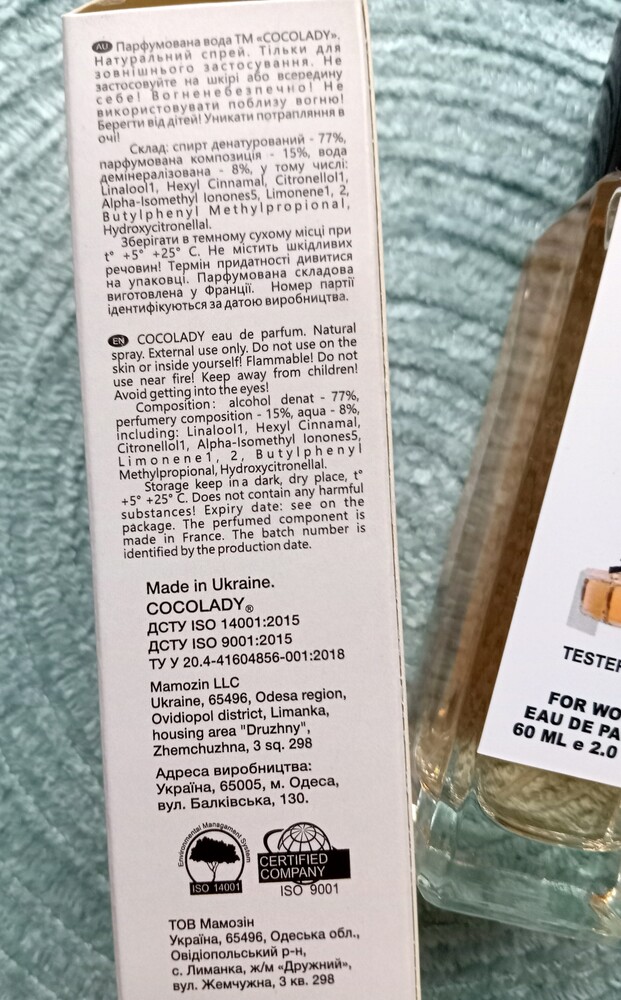 AU Парфумована вода ТМ «COCOLADY».
Натуральний спрей. Тільки для
зовнішнього застосування. Не
застосовуйте на шкірі або всередину
себе! Вогненебезпечно! Не
використовувати поблизу вогню!
Берегти від дітей! Уникати потрапляння в
очі!
Склад: спирт денатурований - 77%,
парфумована композиція - 15%, вода
демінералізована - 8%, у тому числі:
Linalool1, Hexyl Cinnamal, Citronellol1,
Alpha-Isomethyl Ionones5, Limonene1, 2,
Butylphenyl Methylpropional,
Hydroxycitronellal.
Зберігати в темному сухому місці при
t° +5° +25° С. Не містить шкідливих
речовин! Термін придатності дивитися
на упаковці. Парфумована складова
виготовлена у Франції. Номер партії
ідентифікуються за датою виробництва.
EN COCOLADY eau de parfum. Natural
spray. External use only. Do not use on the
skin or inside yourself! Flammable! Do not
use near fire! Keep away from children!
Avoid getting into the eyes!
Composition: alcohol denat - 77%,
perfumery composition - 15%, aqua - 8%,
including: Linalool1, Hexyl Cinnamal,
Citronellol1, Alpha-Isomethyl Ionones5,
Limonene1, 2, Butylphenyl
Methylpropional, Hydroxycitronellal.
Storage keep in a dark, dry place, t°
+5° +25° C. Does not contain any harmful
substances! Expiry date: see on the
package. The perfumed component is
made in France. The batch number is
identified by the production date.
Made in Ukraine.
COCOLADY®
ДСТУ ISO 14001:2015
ДСТУ ISO 9001:2015
ТУ У 20.4-41604856-001:2018
Mamozin LLC
Ukraine, 65496, Odesa region,
Ovidiopol district, Limanka,
housing area "Druzhny",
Zhemchuzhna, 3 sq. 298
Адреса виробництва:
Україна, 65005, м. Одеса,
вул. Балківська, 130.
Environmental Management System
ISO 14001
CERTIFIED
COMPANY
ISO 9001
ТОВ Мамозін
Україна, 65496, Одеська обл.,
Овідіопольський р-н,
с. Лиманка, ж/м «Дружний»,
вул. Жемчужна, 3 кв. 298
TESTER
FOR WO
EAU DE PA
60 ML e 2.0